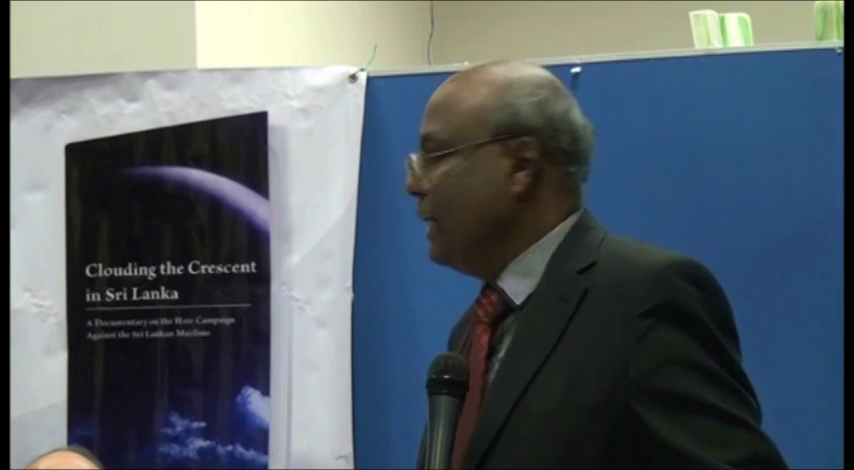 Clouding the Crescent
in Sri Lanka
A Documentary on the Hate Campaign
Against the Sri Lankan Muslims